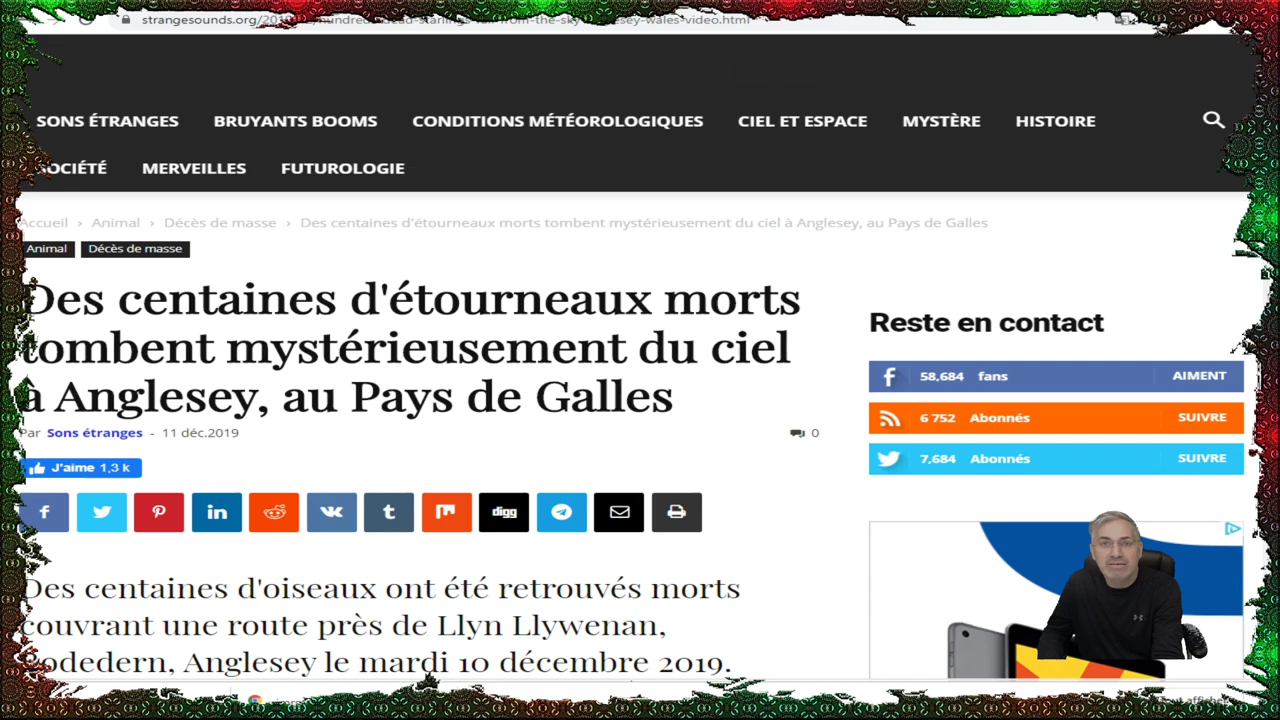 strangesounds.org/20
SONS ÉTRANGES BRUYANTS BOOMS CONDITIONS MÉTÉOROLOGIQUES CIEL ET ESPACE MYSTÈRE HISTOIRE
SOCIÉTÉ MERVEILLES FUTUROLOGIE
Accueil › Animal › Décès de masse › Des centaines d'étourneaux morts tombent mystérieusement du ciel à Anglesey, au Pays de Galles
Animal Décès de masse
Des centaines d'étourneaux morts
tombent mystérieusement du ciel
à Anglesey, au Pays de Galles
Par Sons étranges - 11 déc.2019 0
J'aime 1,3 k
digg
Des centaines d'oiseaux ont été retrouvés morts
couvrant une route près de Llyn Llywenan,
Bodedern, Anglesey le mardi 10 décembre 2019.
Reste en contact
58,684 fans AIMENT
6 752 Abonnés SUIVRE
7,684 Abonnés SUIVRE